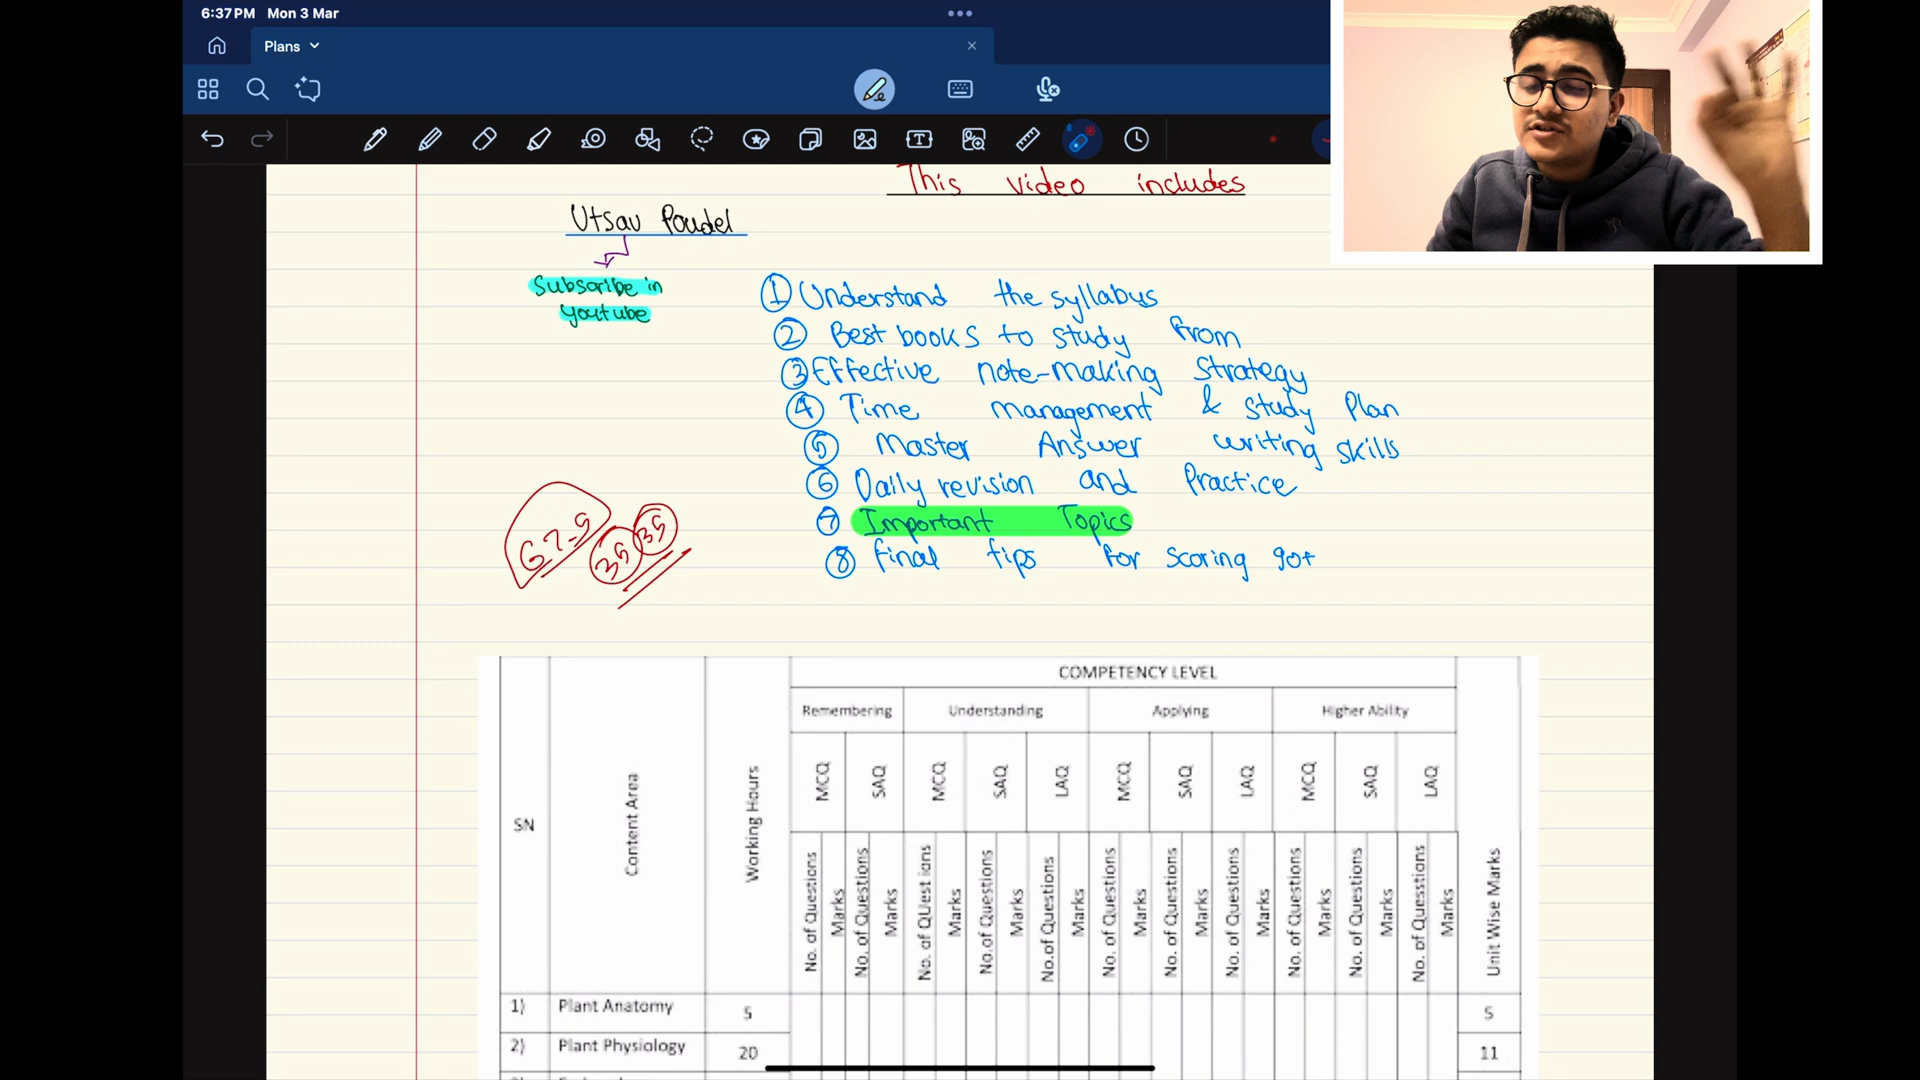 6:37 PM Mon 3 Mar
Plans
This video includes
Utsav Poudel
Subscribe in
Youtube
① Understand the syllabus
② Best books to study from
③ Effective note-making strategy
④ Time management & study Plan
⑤ Master Answer writing skills
⑥ Daily revision and Practice
⑦ Important Topics
⑧ final tips for scoring 90+
35 35
COMPETENCY LEVEL
Remembering Understanding Applying Higher Ability
SN Content Area Working Hours MCQ SAQ MCQ SAQ LAQ MCQ SAQ LAQ MCQ SAQ LAQ Unit Wise Marks
No. of Questions Marks No. of Questions Marks No. of QUest ions Marks No.of Questions Marks No.of Questions Marks No. of Questions Marks No. of Questions Marks No. of Questions Marks No. of Questions Marks No. of Questions Marks No. of Quesstions Marks
1) Plant Anatomy 5 5
2) Plant Physiology 20 11